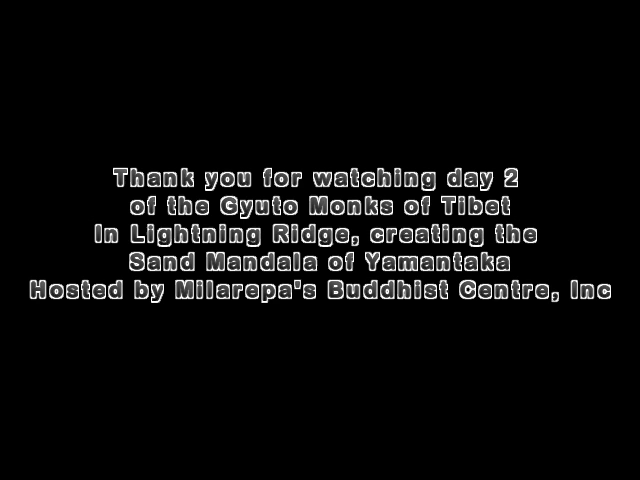 Thank you for watching day 2
of the Gyuto Monks of Tibet
In Lightning Ridge, creating the
Sand Mandala of Yamantaka
Hosted by Milarepa's Buddhist Centre, Inc